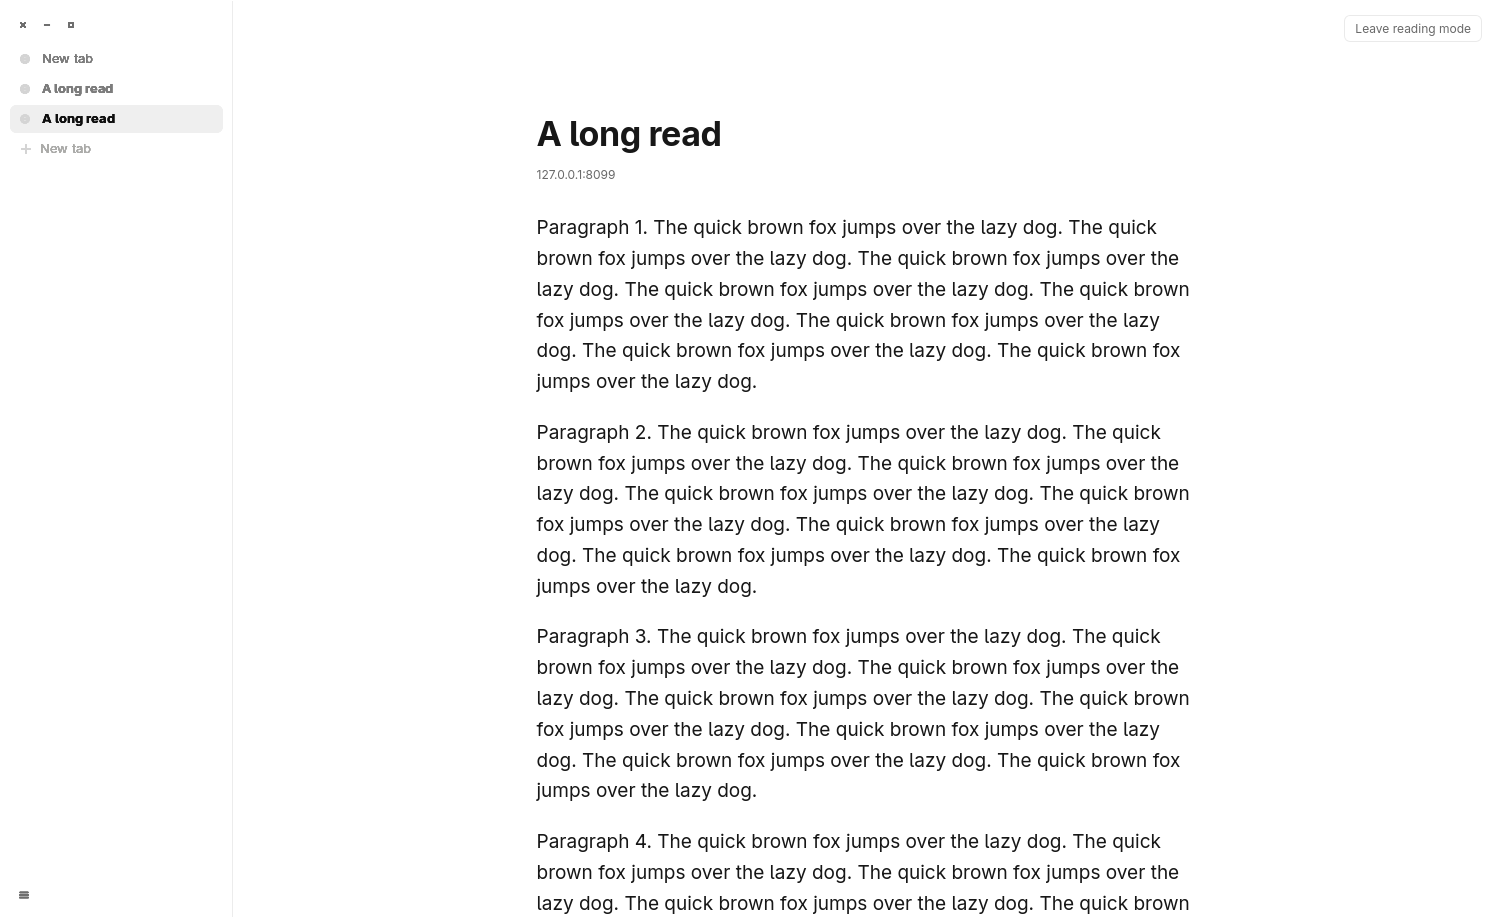 New tab
A long read
A long read
New tab
Leave reading mode
A long read
127.0.0.1:8099
Paragraph 1. The quick brown fox jumps over the lazy dog. The quick
brown fox jumps over the lazy dog. The quick brown fox jumps over the
lazy dog. The quick brown fox jumps over the lazy dog. The quick brown
fox jumps over the lazy dog. The quick brown fox jumps over the lazy
dog. The quick brown fox jumps over the lazy dog. The quick brown fox
jumps over the lazy dog.
Paragraph 2. The quick brown fox jumps over the lazy dog. The quick
brown fox jumps over the lazy dog. The quick brown fox jumps over the
lazy dog. The quick brown fox jumps over the lazy dog. The quick brown
fox jumps over the lazy dog. The quick brown fox jumps over the lazy
dog. The quick brown fox jumps over the lazy dog. The quick brown fox
jumps over the lazy dog.
Paragraph 3. The quick brown fox jumps over the lazy dog. The quick
brown fox jumps over the lazy dog. The quick brown fox jumps over the
lazy dog. The quick brown fox jumps over the lazy dog. The quick brown
fox jumps over the lazy dog. The quick brown fox jumps over the lazy
dog. The quick brown fox jumps over the lazy dog. The quick brown fox
jumps over the lazy dog.
Paragraph 4. The quick brown fox jumps over the lazy dog. The quick
brown fox jumps over the lazy dog. The quick brown fox jumps over the
lazy dog. The quick brown fox jumps over the lazy dog. The quick brown